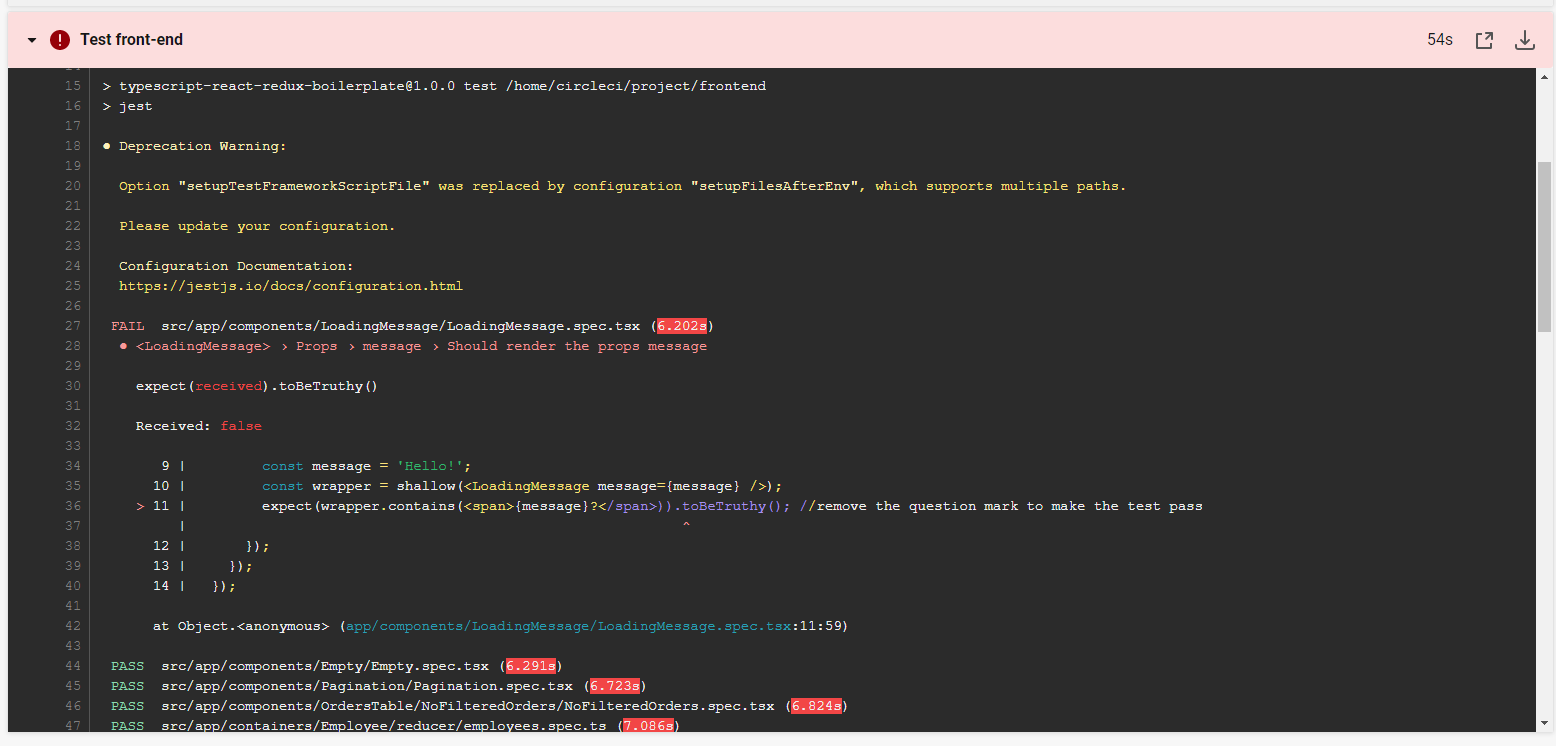 Test front-end 54s
15 > typescript-react-redux-boilerplate@1.0.0 test /home/circleci/project/frontend
16 > jest
17
18 ● Deprecation Warning:
19
20 Option "setupTestFrameworkScriptFile" was replaced by configuration "setupFilesAfterEnv", which supports multiple paths.
21
22 Please update your configuration.
23
24 Configuration Documentation:
25 https://jestjs.io/docs/configuration.html
26
27 FAIL src/app/components/LoadingMessage/LoadingMessage.spec.tsx (6.202s)
28 ● <LoadingMessage> › Props › message › Should render the props message
29
30 expect(received).toBeTruthy()
31
32 Received: false
33
34 9 | const message = 'Hello!';
35 10 | const wrapper = shallow(<LoadingMessage message={message} />);
36 > 11 | expect(wrapper.contains(<span>{message}?</span>)).toBeTruthy(); //remove the question mark to make the test pass
37 | ^
38 12 | });
39 13 | });
40 14 | });
41
42 at Object.<anonymous> (app/components/LoadingMessage/LoadingMessage.spec.tsx:11:59)
43
44 PASS src/app/components/Empty/Empty.spec.tsx (6.291s)
45 PASS src/app/components/Pagination/Pagination.spec.tsx (6.723s)
46 PASS src/app/components/OrdersTable/NoFilteredOrders/NoFilteredOrders.spec.tsx (6.824s)
47 PASS src/app/containers/Employee/reducer/employees.spec.ts (7.086s)